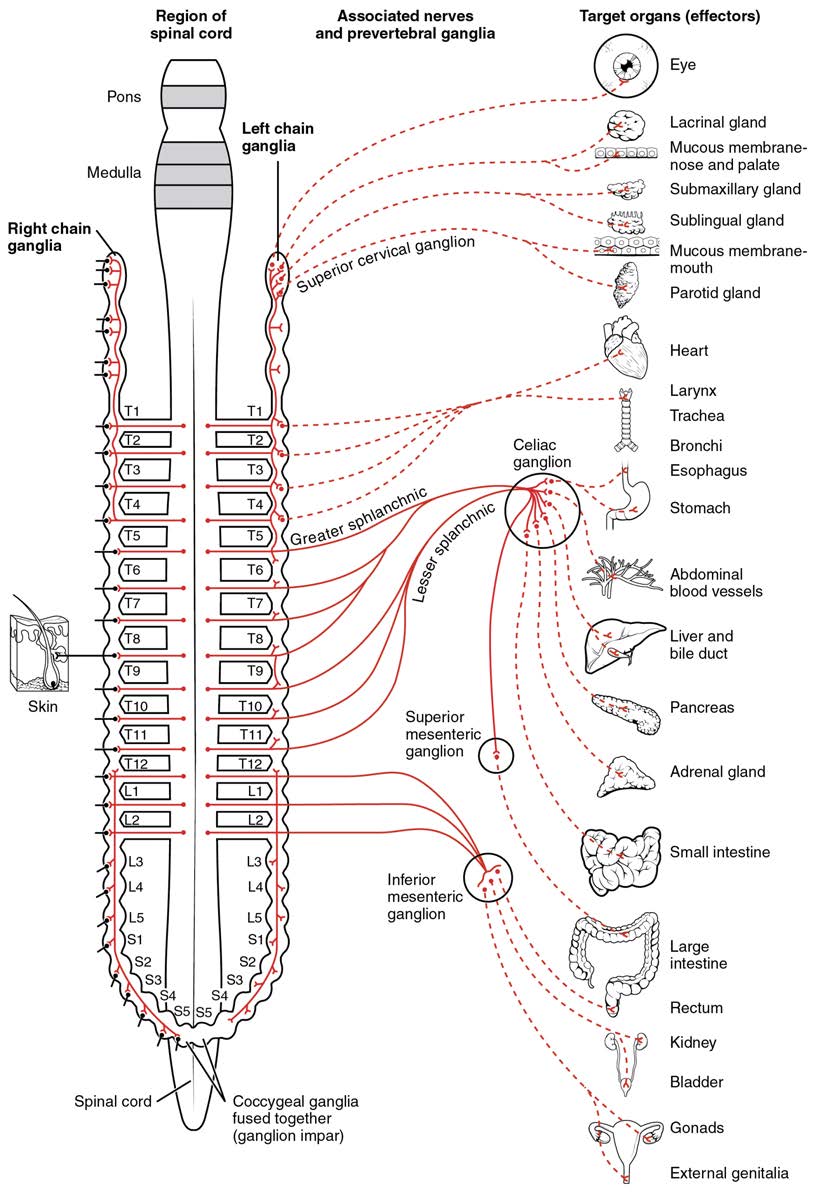 Region of
spinal cord
Associated nerves
and prevertebral ganglia
Target organs (effectors)
Eye
Pons
Left chain
ganglia
Lacrinal gland
Mucous membrane-
nose and palate
Medulla
Submaxillary gland
Sublingual gland
Right chain
ganglia
Superior cervical ganglion
Mucous membrane-
mouth
Parotid gland
Heart
Larynx
Trachea
Bronchi
Esophagus
Stomach
Celiac
ganglion
T1 T1
T2 T2
T3 T3
T4 T4
T5 T5
T6 T6
T7 T7
T8 T8
T9 T9
T10 T10
T11 T11
T12 T12
L1 L1
L2 L2
L3 L3
L4 L4
L5 L5
S1 S1
S2 S2
S3 S3
S4 S4
S5 S5
Greater sphlanchnic
Lesser splanchnic
Abdominal
blood vessels
Liver and
bile duct
Skin
Pancreas
Superior
mesenteric
ganglion
Adrenal gland
Small intestine
Inferior
mesenteric
ganglion
Large
intestine
Rectum
Kidney
Bladder
Spinal cord
Coccygeal ganglia
fused together
(ganglion impar)
Gonads
External genitalia